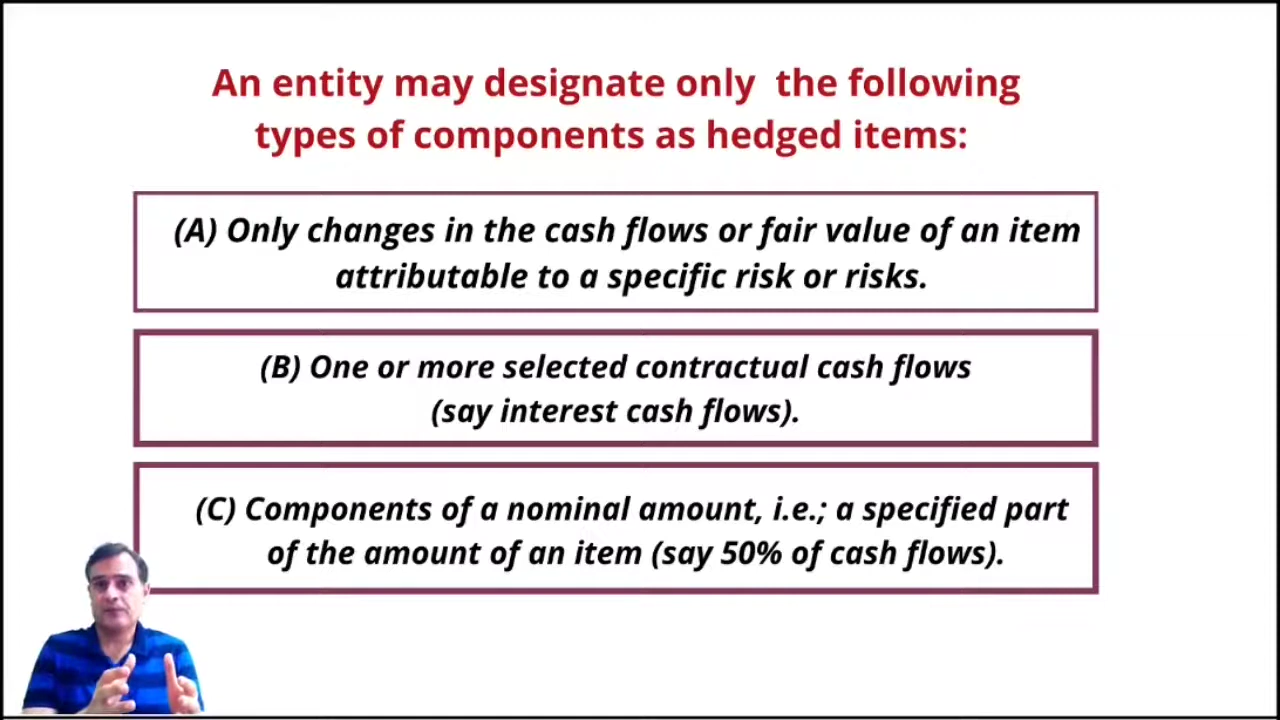 An entity may designate only the following
types of components as hedged items:
(A) Only changes in the cash flows or fair value of an item
attributable to a specific risk or risks.
(B) One or more selected contractual cash flows
(say interest cash flows).
(C) Components of a nominal amount, i.e.; a specified part
of the amount of an item (say 50% of cash flows).